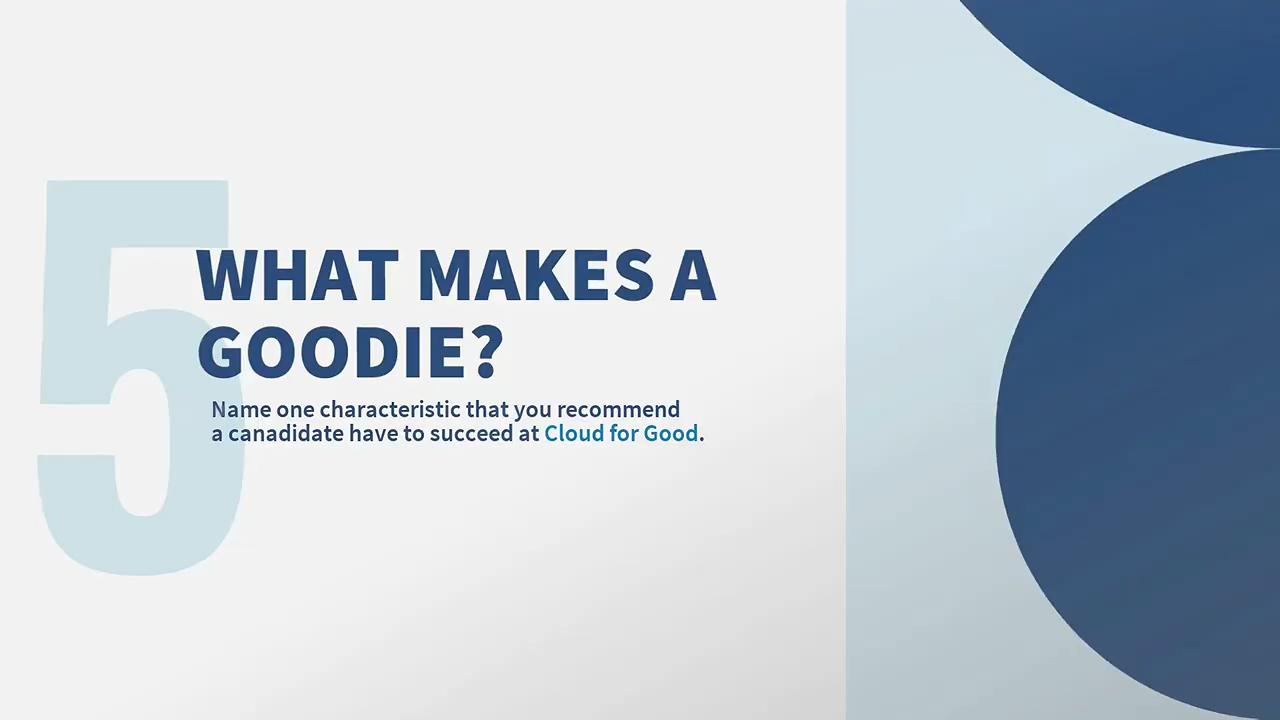 5
WHAT MAKES A
GOODIE?
Name one characteristic that you recommend
a canadidate have to succeed at Cloud for Good.